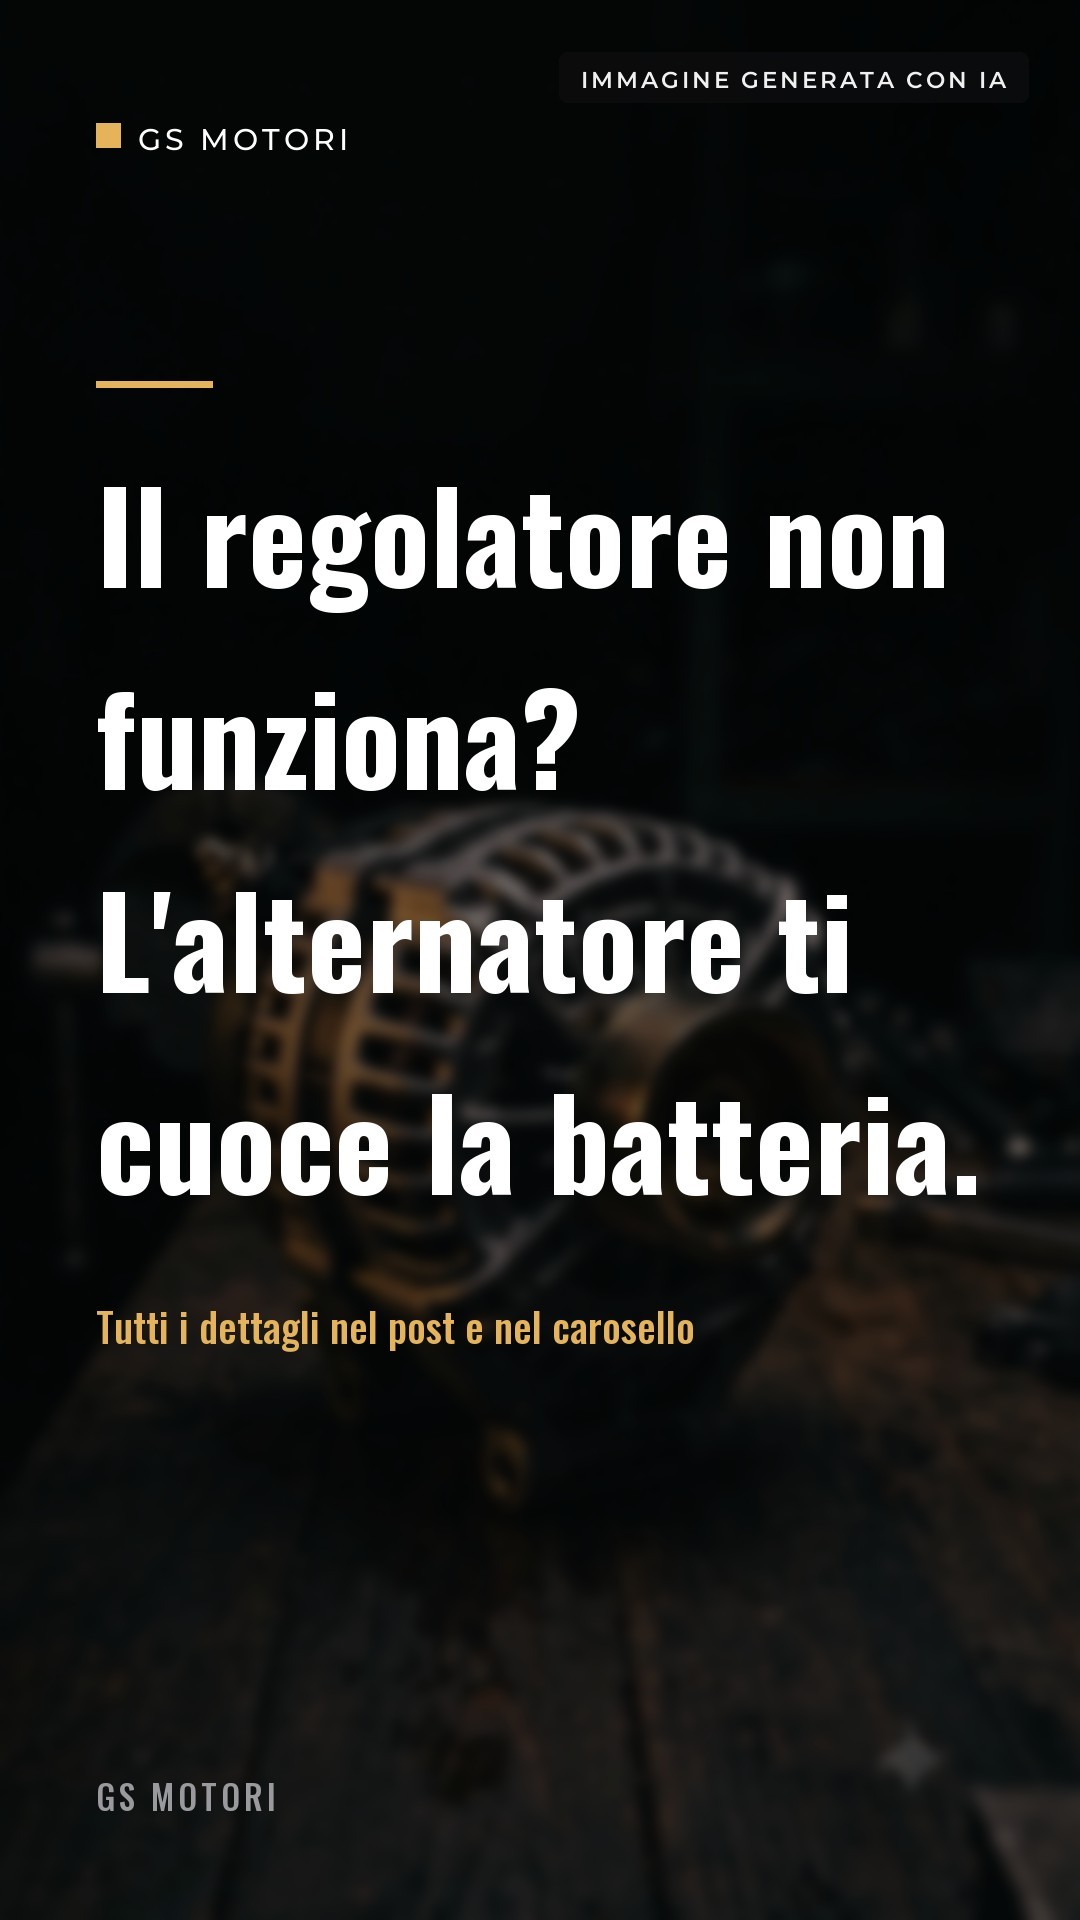 IMMAGINE GENERATA CON IA
GS MOTORI
Il regolatore non
funziona?
L'alternatore ti
cuoce la batteria.
Tutti i dettagli nel post e nel carosello
GS MOTORI